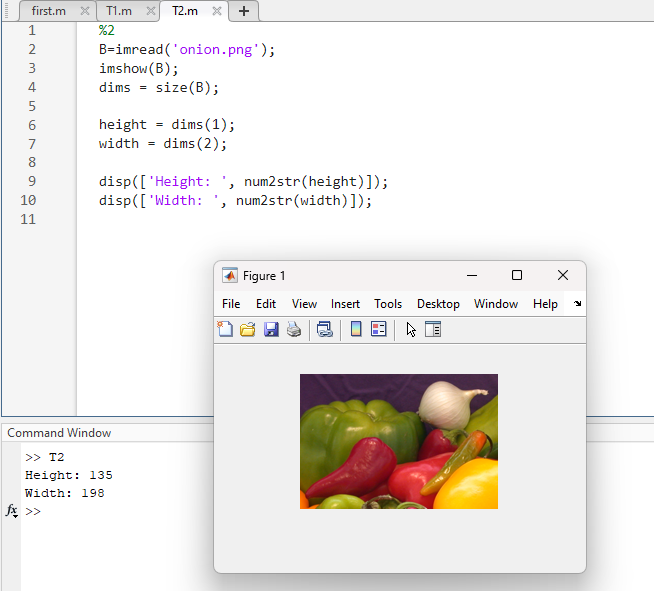 first.m T1.m T2.m
1 %2
2 B=imread('onion.png');
3 imshow(B);
4 dims = size(B);
5
6 height = dims(1);
7 width = dims(2);
8
9 disp(['Height: ', num2str(height)]);
10 disp(['Width: ', num2str(width)]);
11
Figure 1
File Edit View Insert Tools Desktop Window Help
Command Window
>> T2
Height: 135
Width: 198
fx >>